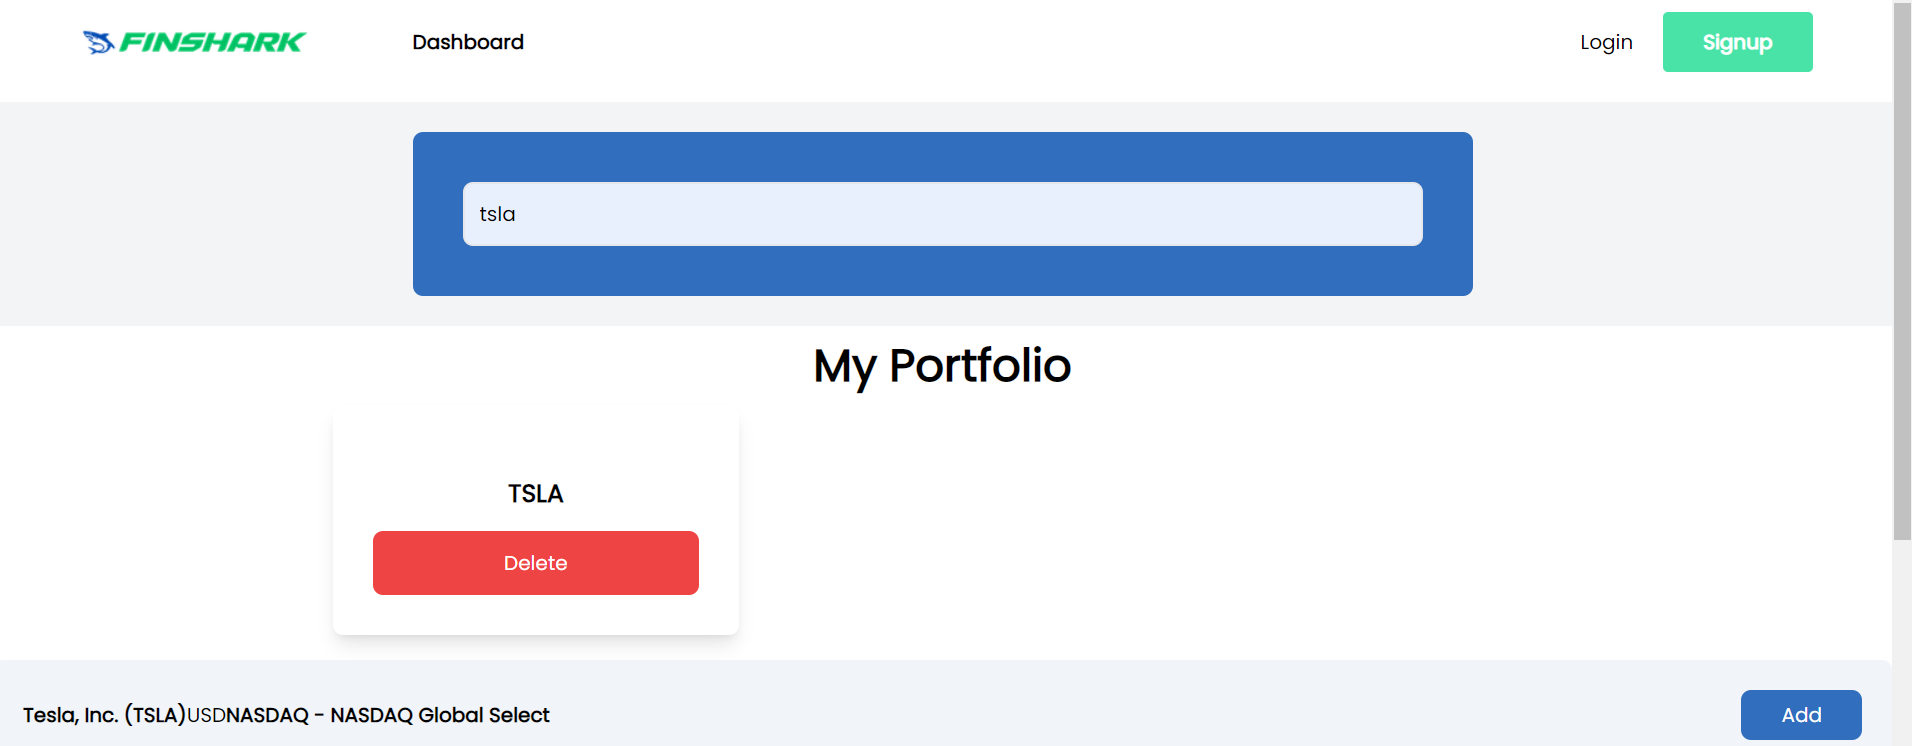 FINSHARK
Dashboard
Login
Signup
tsla
My Portfolio
TSLA
Delete
Tesla, Inc. (TSLA)USDNASDAQ - NASDAQ Global Select
Add